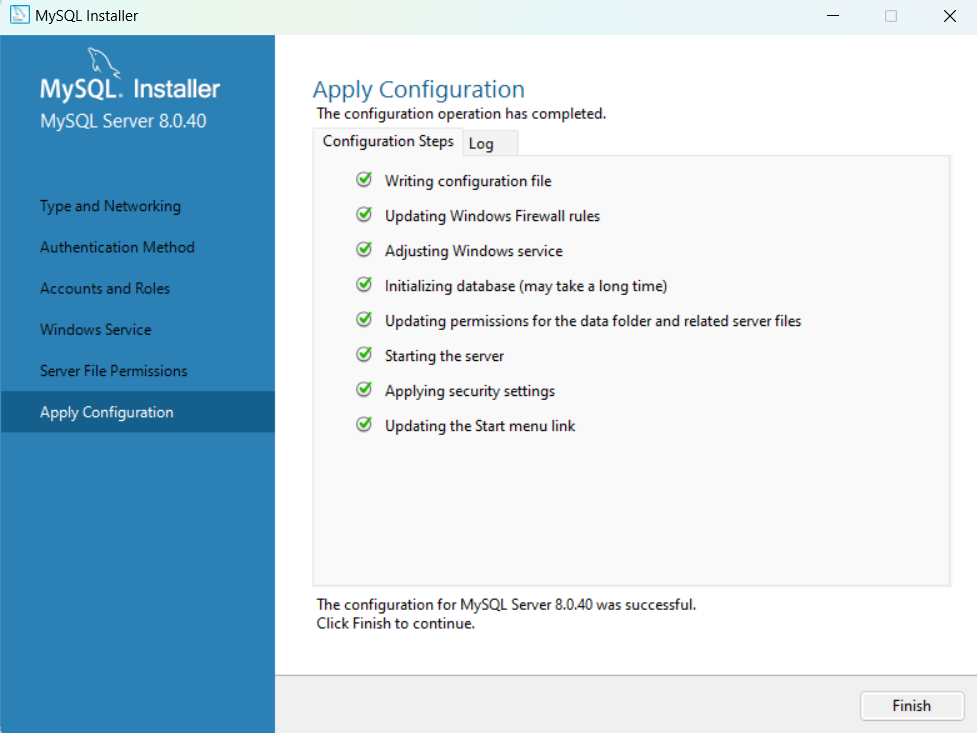 MySQL Installer
MySQL. Installer
MySQL Server 8.0.40
Type and Networking
Authentication Method
Accounts and Roles
Windows Service
Server File Permissions
Apply Configuration
Apply Configuration
The configuration operation has completed.
Configuration Steps
Log
Writing configuration file
Updating Windows Firewall rules
Adjusting Windows service
Initializing database (may take a long time)
Updating permissions for the data folder and related server files
Starting the server
Applying security settings
Updating the Start menu link
The configuration for MySQL Server 8.0.40 was successful.
Click Finish to continue.
Finish